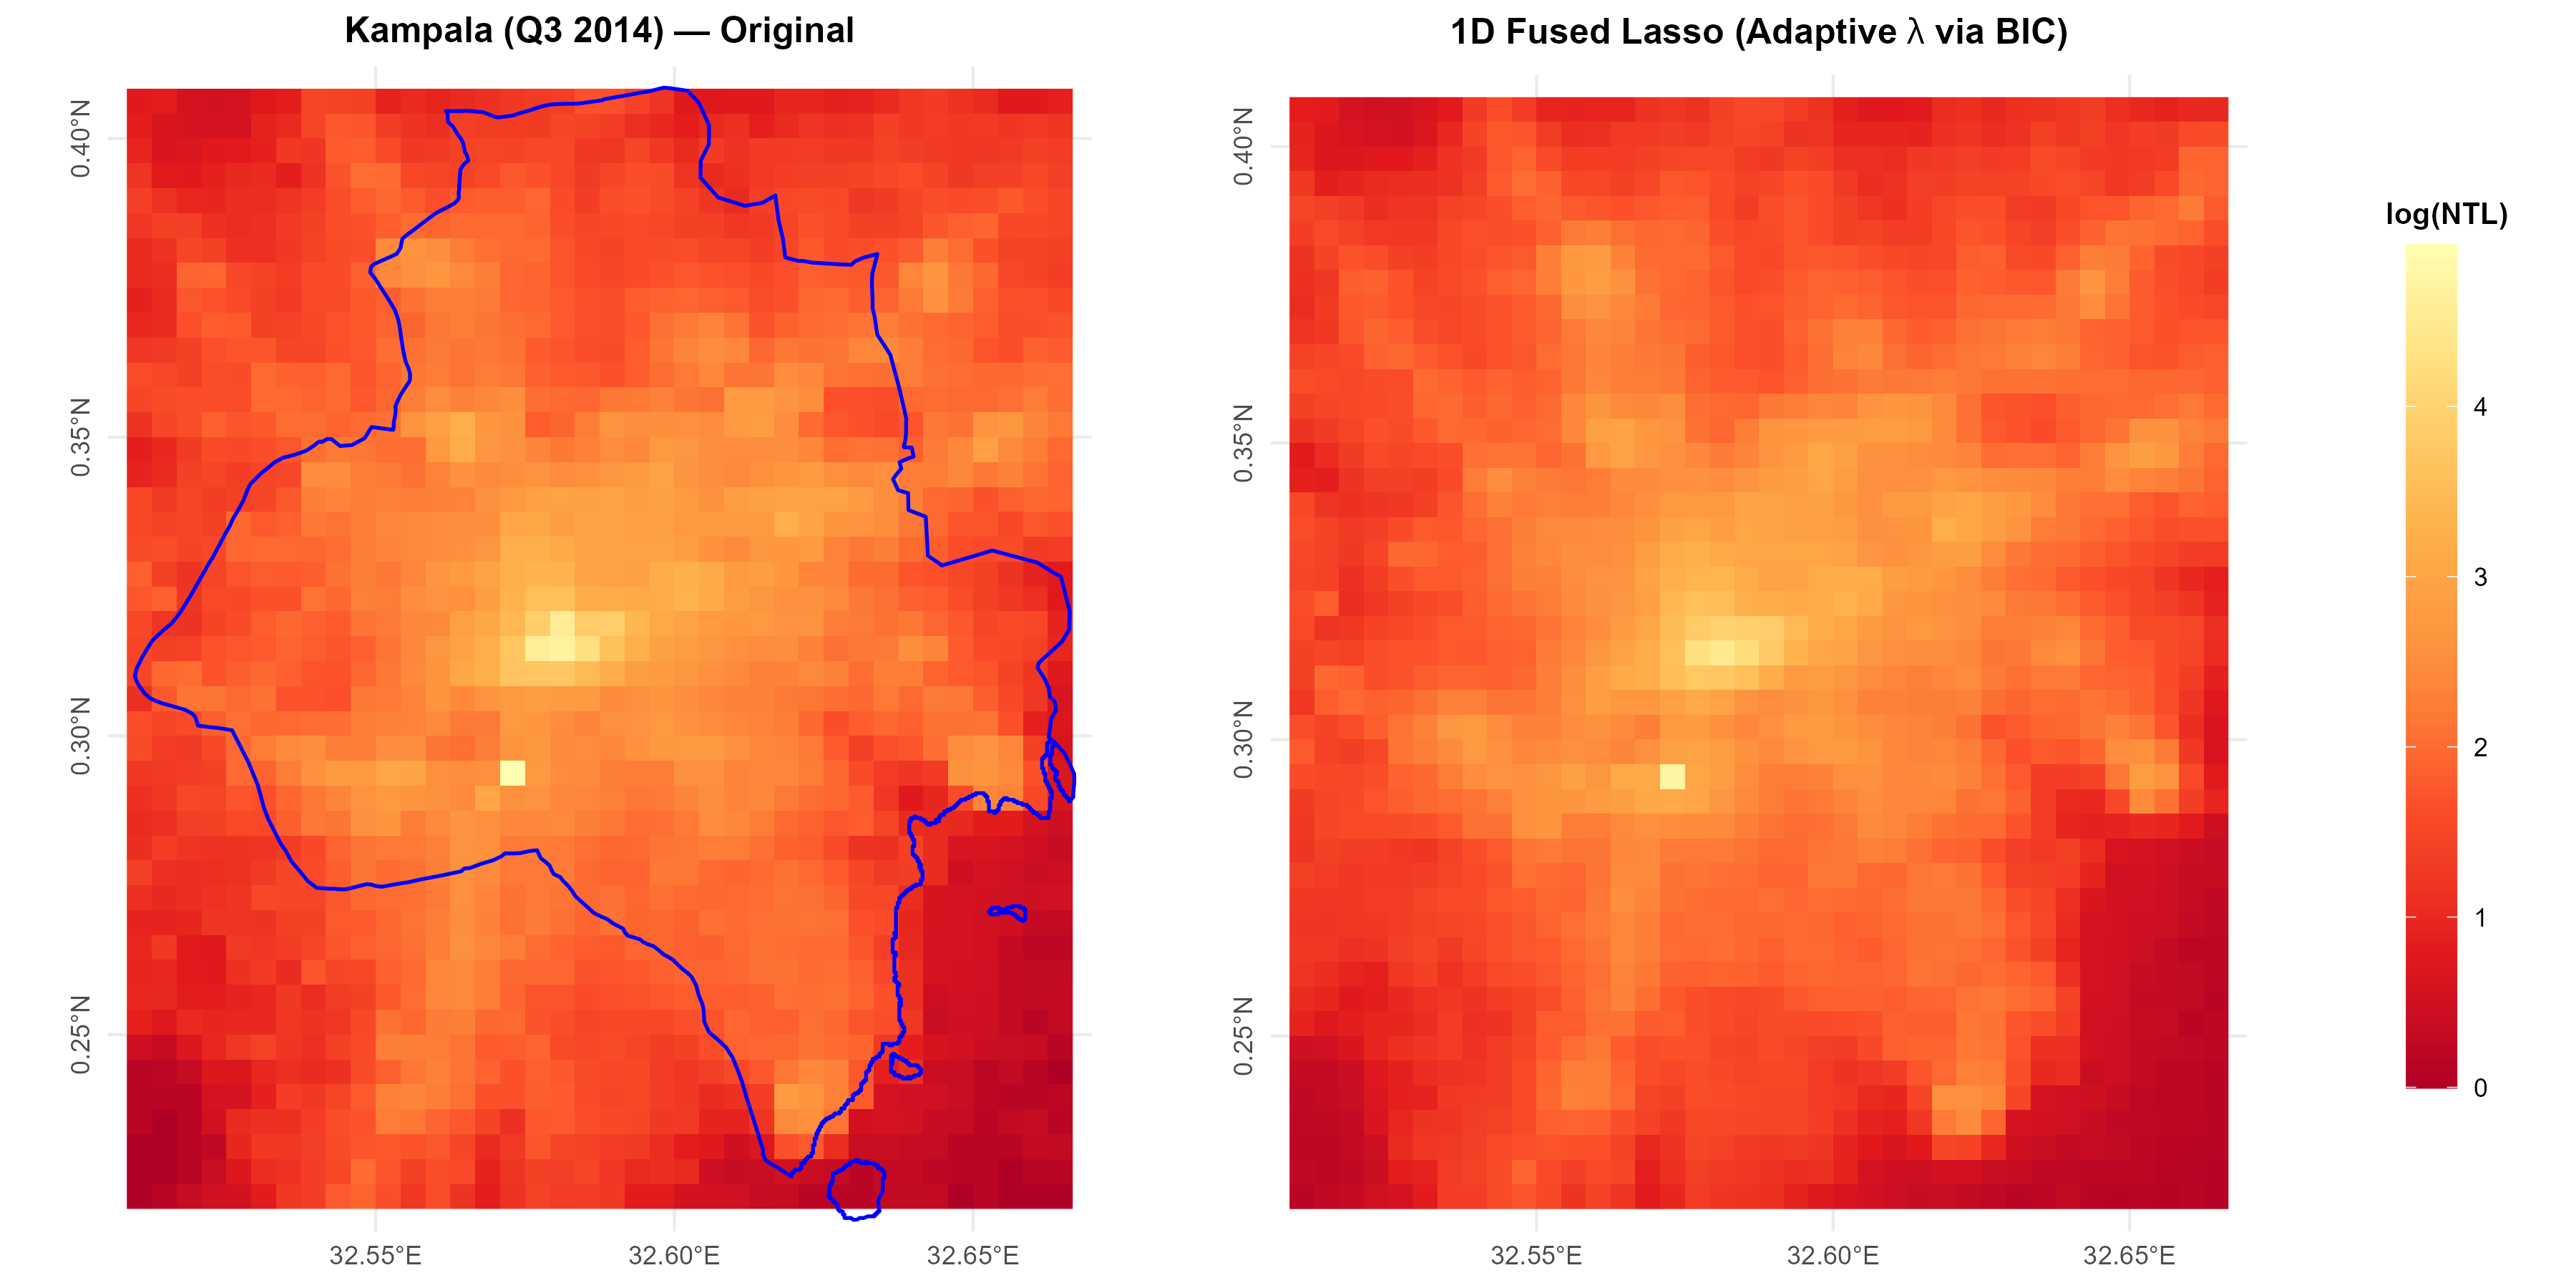 Kampala (Q3 2014) — Original
0.40°N
0.35°N
0.30°N
0.25°N
32.55°E
32.60°E
32.65°E
1D Fused Lasso (Adaptive λ via BIC)
0.40°N
0.35°N
0.30°N
0.25°N
32.55°E
32.60°E
32.65°E
log(NTL)
4
3
2
1
0